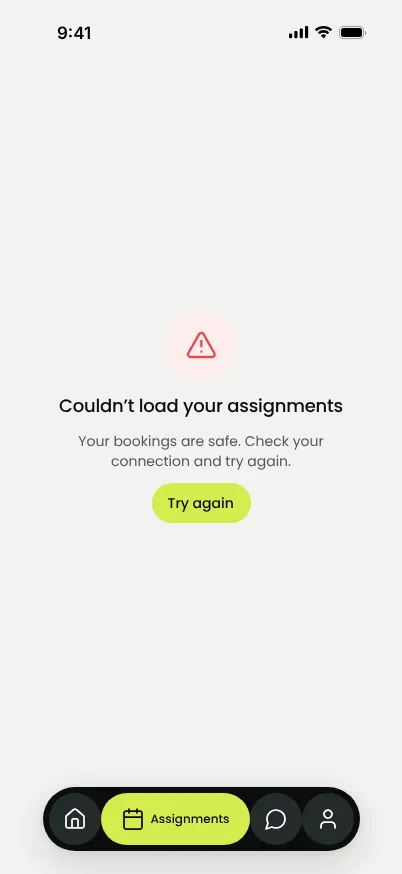 9:41
Couldn’t load your assignments
Your bookings are safe. Check your
connection and try again.
Try again
Assignments